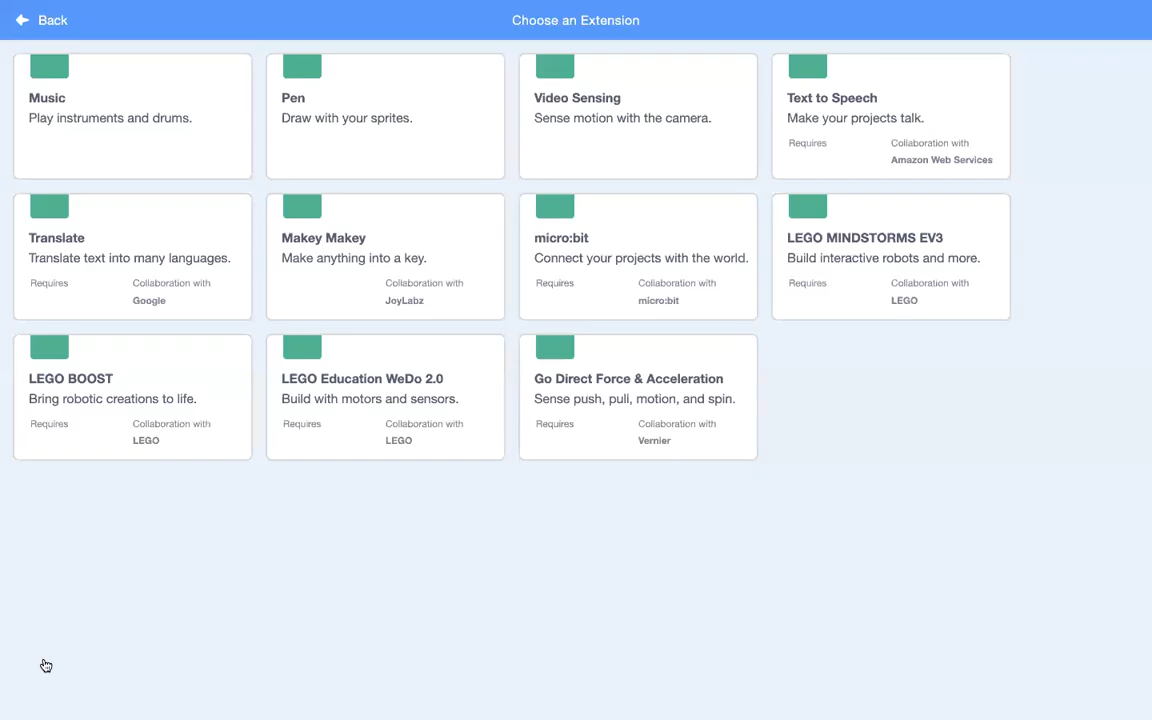 Back
Choose an Extension
Music
Play instruments and drums.
Pen
Draw with your sprites.
Video Sensing
Sense motion with the camera.
Text to Speech
Make your projects talk.
Requires
Collaboration with
Amazon Web Services
Translate
Translate text into many languages.
Requires
Collaboration with
Google
Makey Makey
Make anything into a key.
Collaboration with
JoyLabz
micro:bit
Connect your projects with the world.
Requires
Collaboration with
micro:bit
LEGO MINDSTORMS EV3
Build interactive robots and more.
Requires
Collaboration with
LEGO
LEGO BOOST
Bring robotic creations to life.
Requires
Collaboration with
LEGO
LEGO Education WeDo 2.0
Build with motors and sensors.
Requires
Collaboration with
LEGO
Go Direct Force & Acceleration
Sense push, pull, motion, and spin.
Requires
Collaboration with
Vernier